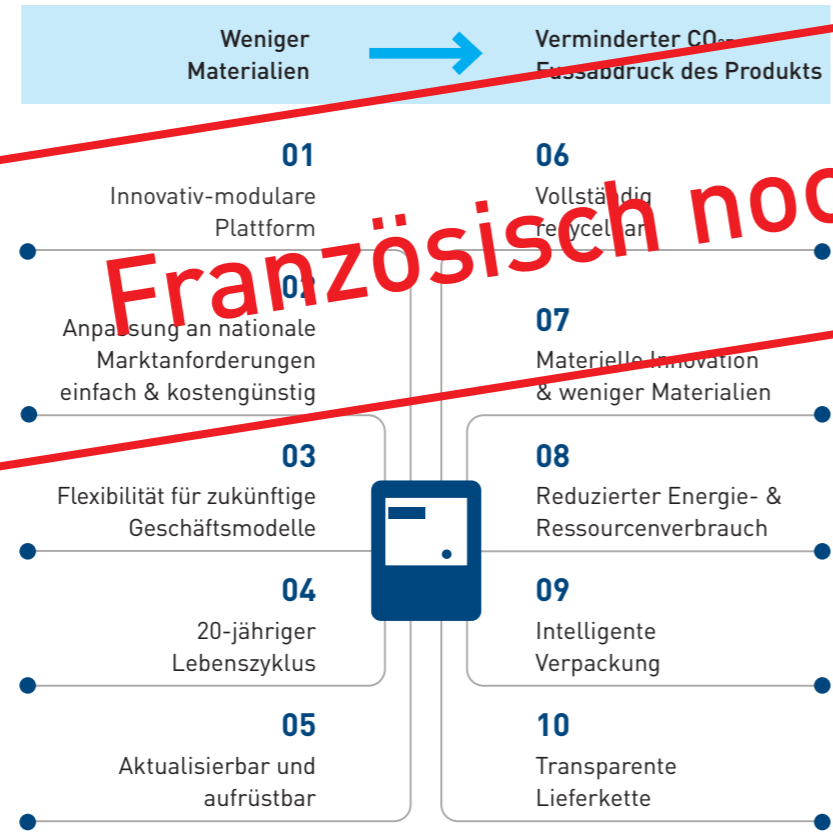 Weniger
Materialien
Verminderter CO₂-
Fussabdruck des Produkts
01
Innovativ-modulare
Plattform
02
Anpassung an nationale
Marktanforderungen
einfach & kostengünstig
03
Flexibilität für zukünftige
Geschäftsmodelle
04
20-jähriger
Lebenszyklus
05
Aktualisierbar und
aufrüstbar
06
Vollständig
recycelbar
07
Materielle Innovation
& weniger Materialien
08
Reduzierter Energie- &
Ressourcenverbrauch
09
Intelligente
Verpackung
10
Transparente
Lieferkette
Französisch